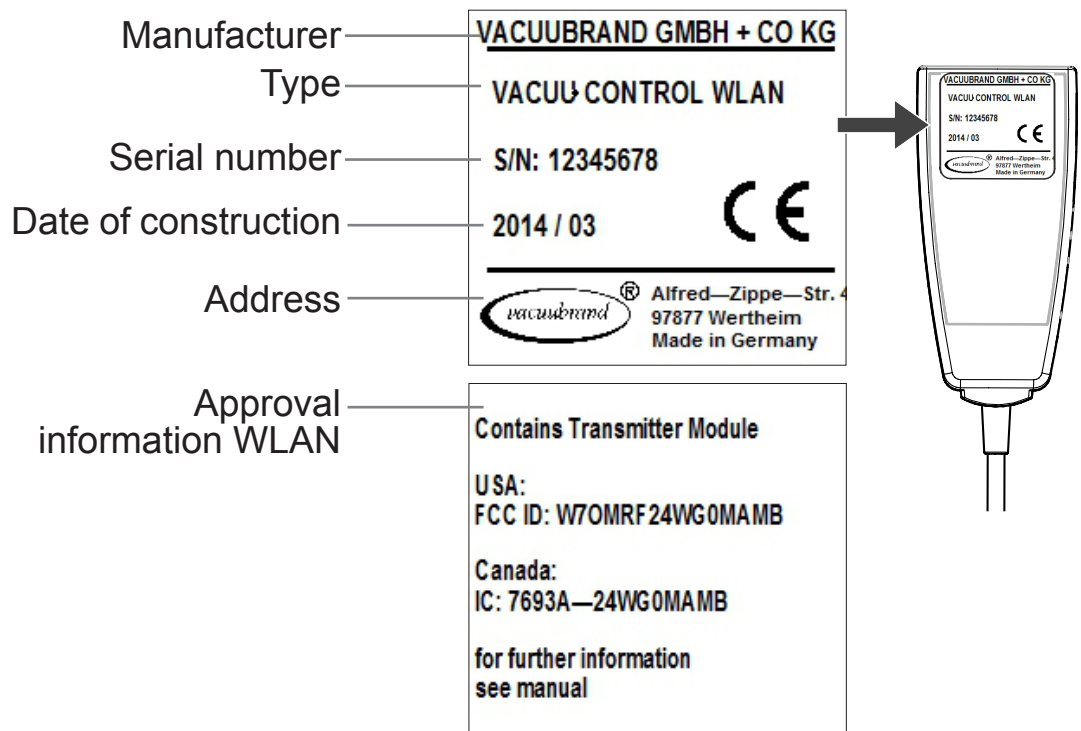 Manufacturer
Type
Serial number
Date of construction
Address
Approval
information WLAN
VACUUBRAND GMBH + CO KG
VACUU·CONTROL WLAN
S/N: 12345678
2014 / 03
CE
vacuubrand
®
Alfred—Zippe—Str. 4
97877 Wertheim
Made in Germany
Contains Transmitter Module
USA:
FCC ID: W7OMRF24WG0MAMB
Canada:
IC: 7693A—24WG0MAMB
for further information
see manual
VACUUBRAND GMBH + CO KG
VACUU·CONTROL WLAN
S/N: 12345678
2014 / 03
CE
vacuubrand
®
Alfred—Zippe—Str. 4
97877 Wertheim
Made in Germany